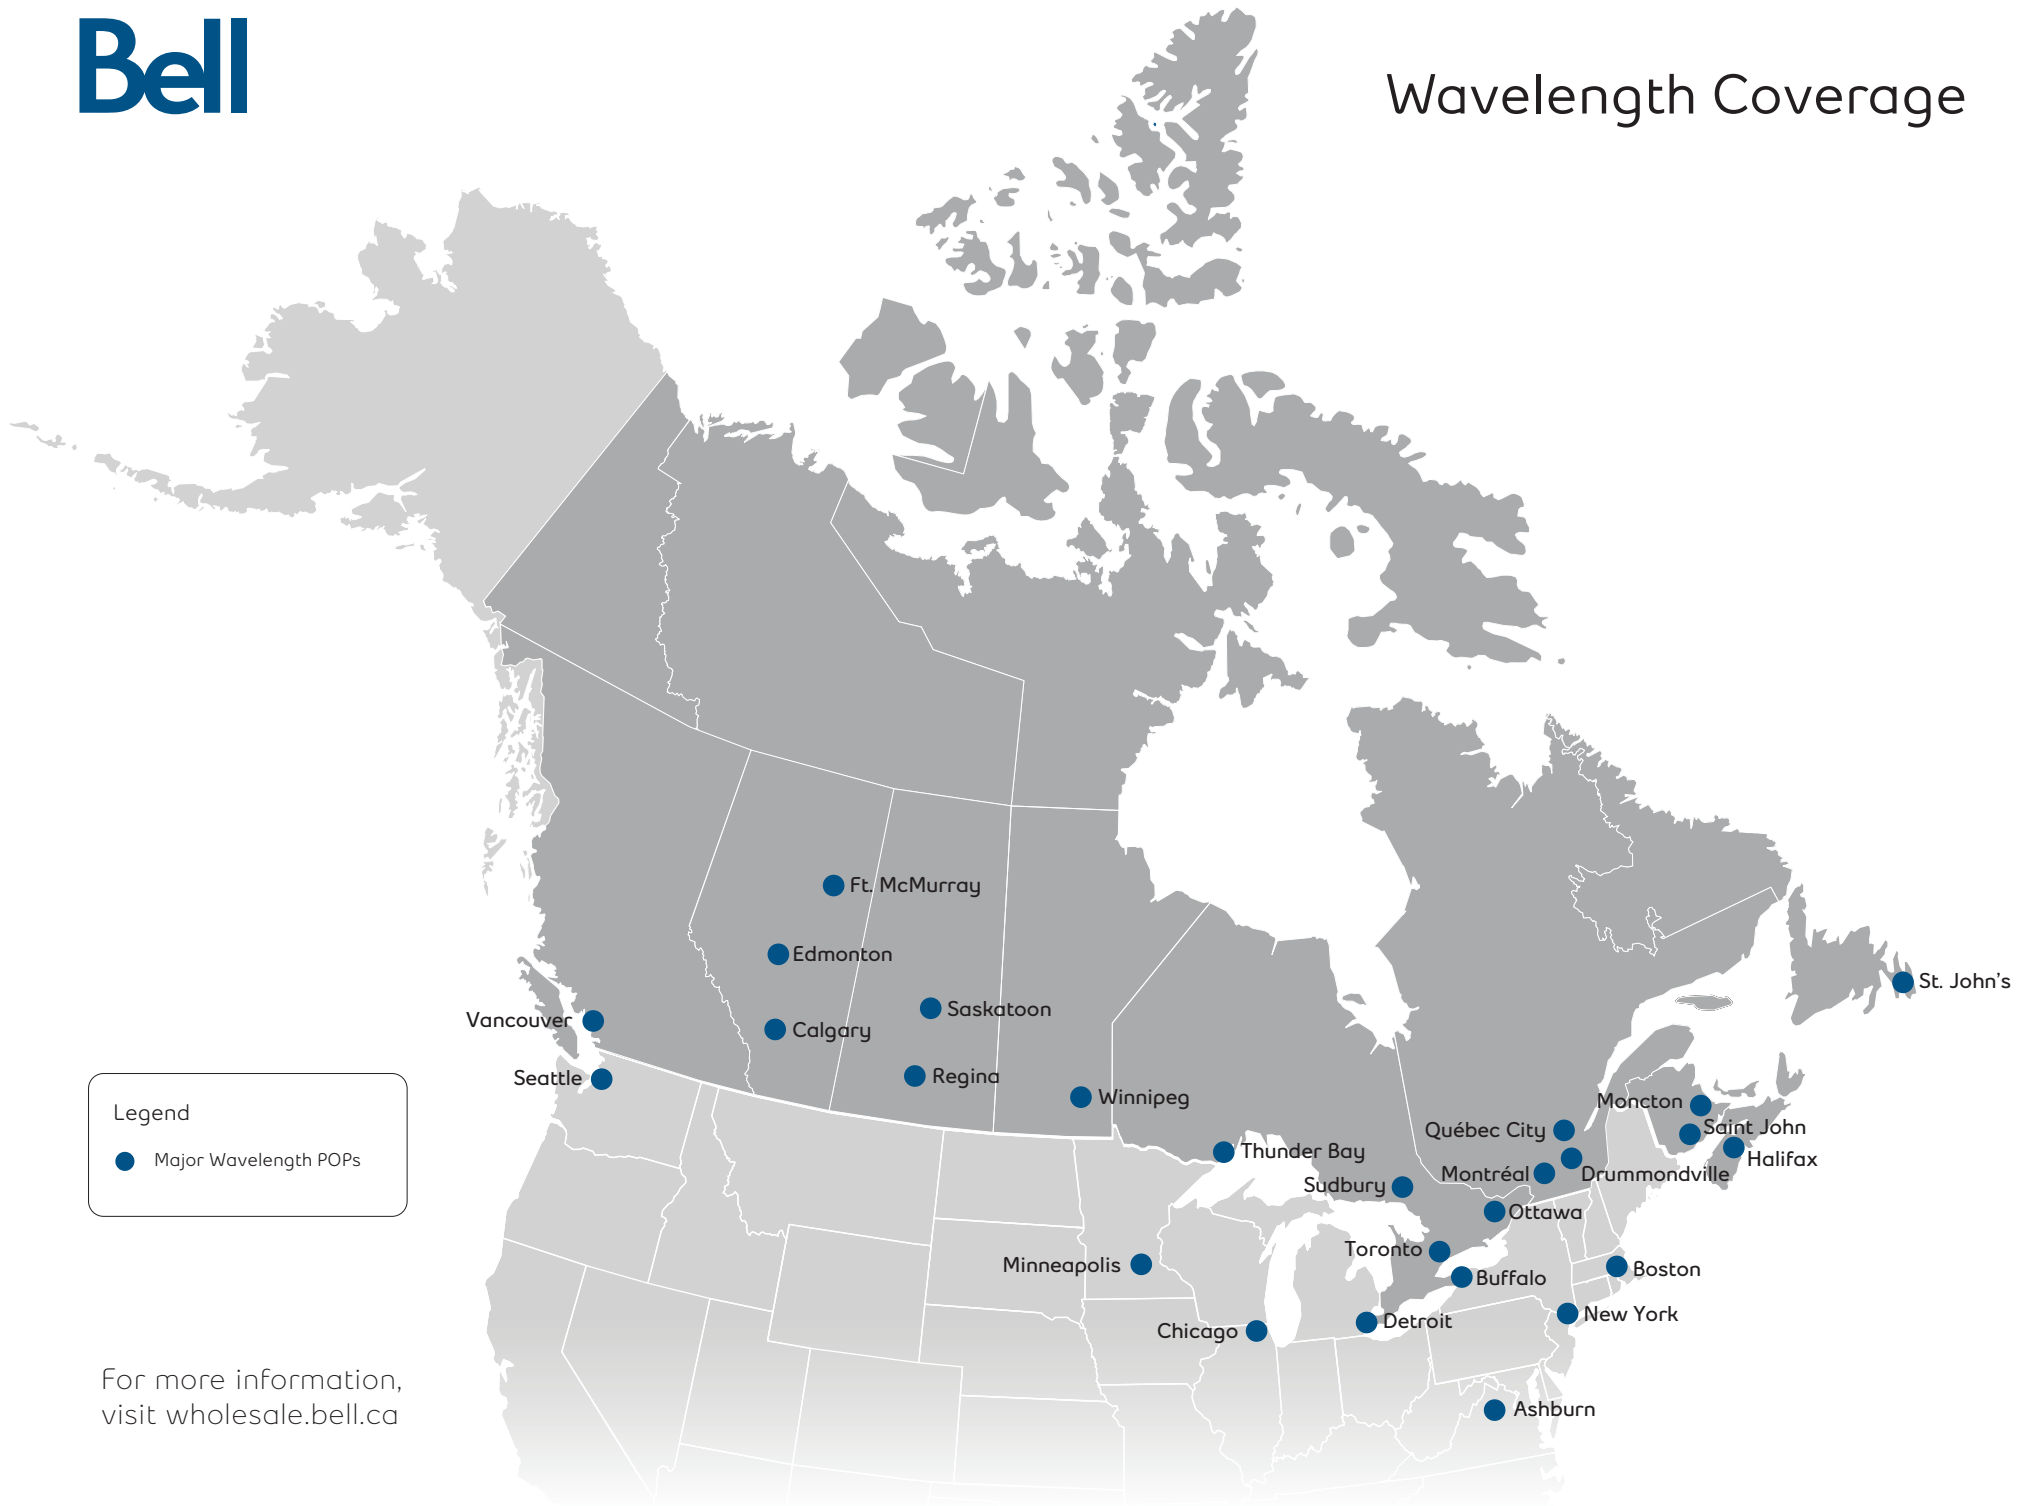 Bell
Wavelength Coverage
Ft. McMurray
Edmonton
St. John's
Saskatoon
Vancouver
Calgary
Seattle
Regina
Winnipeg
Moncton
Legend
Québec City
Saint John
Major Wavelength POPs
Thunder Bay
Halifax
Montréal
Drummondville
Sudbury
Ottawa
Toronto
Minneapolis
Buffalo
Boston
New York
Detroit
Chicago
For more information,
visit wholesale.bell.ca
Ashburn